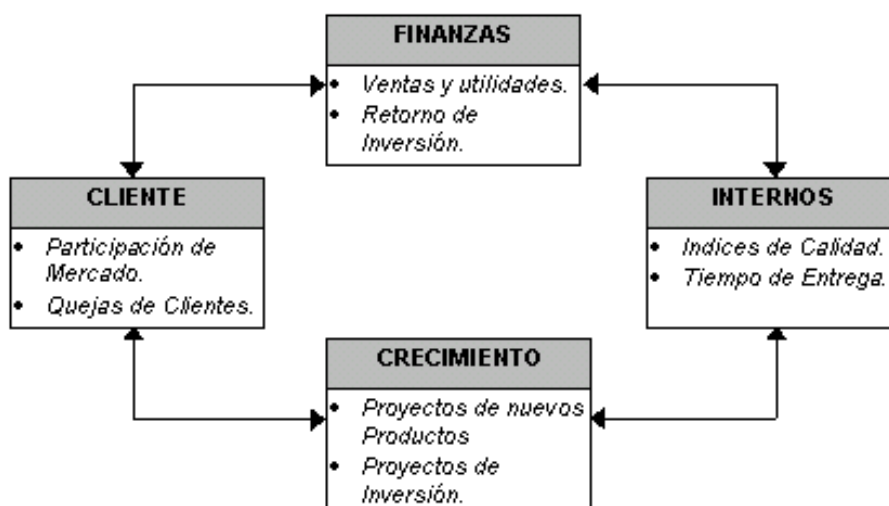 FINANZAS
• Ventas y utilidades.
• Retorno de
Inversión.
CLIENTE
• Participación de
Mercado.
• Quejas de Clientes.
INTERNOS
• Indices de Calidad.
• Tiempo de Entrega.
CRECIMIENTO
• Proyectos de nuevos
Productos
• Proyectos de
Inversión.